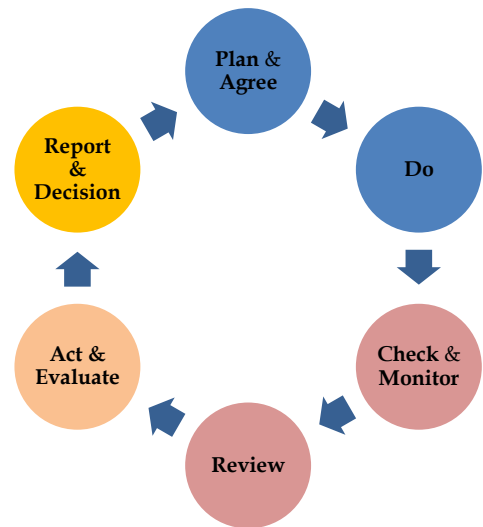 Plan &
Agree
Do
Check &
Monitor
Review
Act &
Evaluate
Report
&
Decision